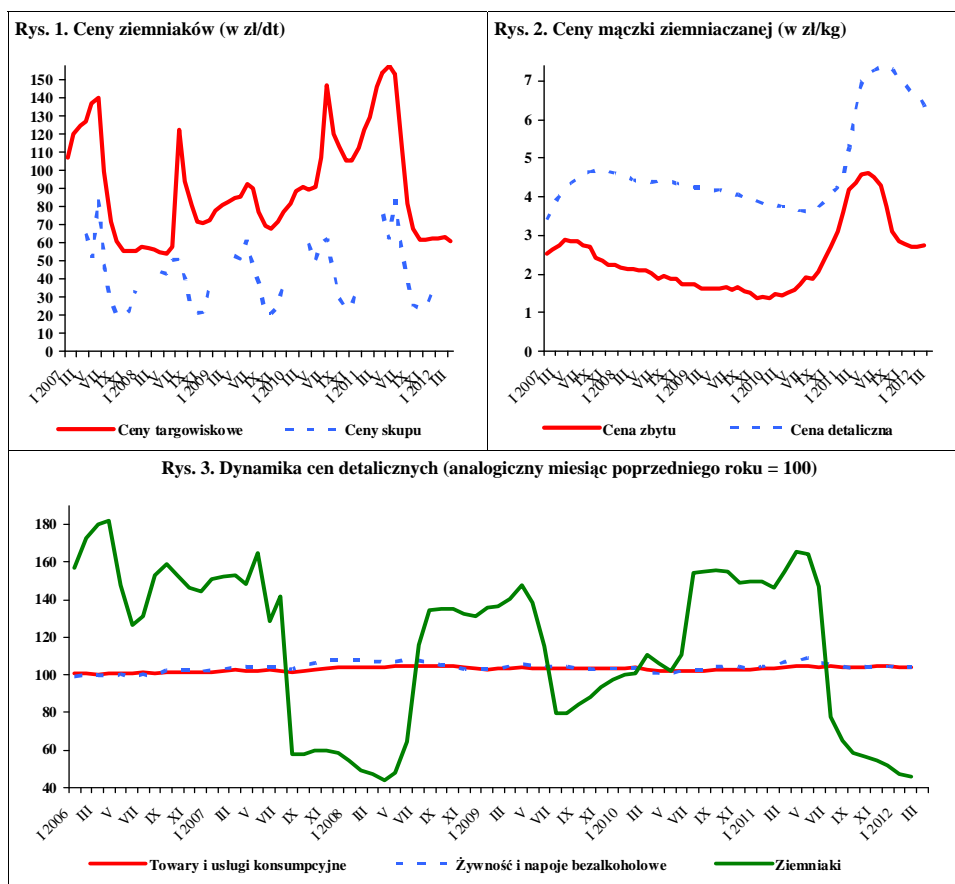 Rys. 1. Ceny ziemniaków (w zł/dt)
150
140
130
120
110
100
90
80
70
60
50
40
30
20
10
0
I 2007
III
V
VII
IX
XI
I 2008
III
V
VII
IX
XI
I 2009
III
V
VII
IX
XI
I 2010
III
V
VII
IX
XI
I 2011
III
V
VII
IX
XI
I 2012
III
Ceny targowiskowe
Ceny skupu
Rys. 2. Ceny mączki ziemniaczanej (w zł/kg)
7
6
5
4
3
2
1
0
I 2007
III
V
VII
IX
XI
I 2008
III
V
VII
IX
XI
I 2009
III
V
VII
IX
XI
I 2010
III
V
VII
IX
XI
I 2011
III
V
VII
IX
XI
I 2012
III
Cena zbytu
Cena detaliczna
Rys. 3. Dynamika cen detalicznych (analogiczny miesiąc poprzedniego roku = 100)
180
160
140
120
100
80
60
40
I 2006
III
V
VII
IX
XI
I 2007
III
V
VII
IX
XI
I 2008
III
V
VII
IX
XI
I 2009
III
V
VII
IX
XI
I 2010
III
V
VII
IX
XI
I 2011
III
V
VII
IX
XI
I 2012
III
Towary i usługi konsumpcyjne
Żywność i napoje bezalkoholowe
Ziemniaki